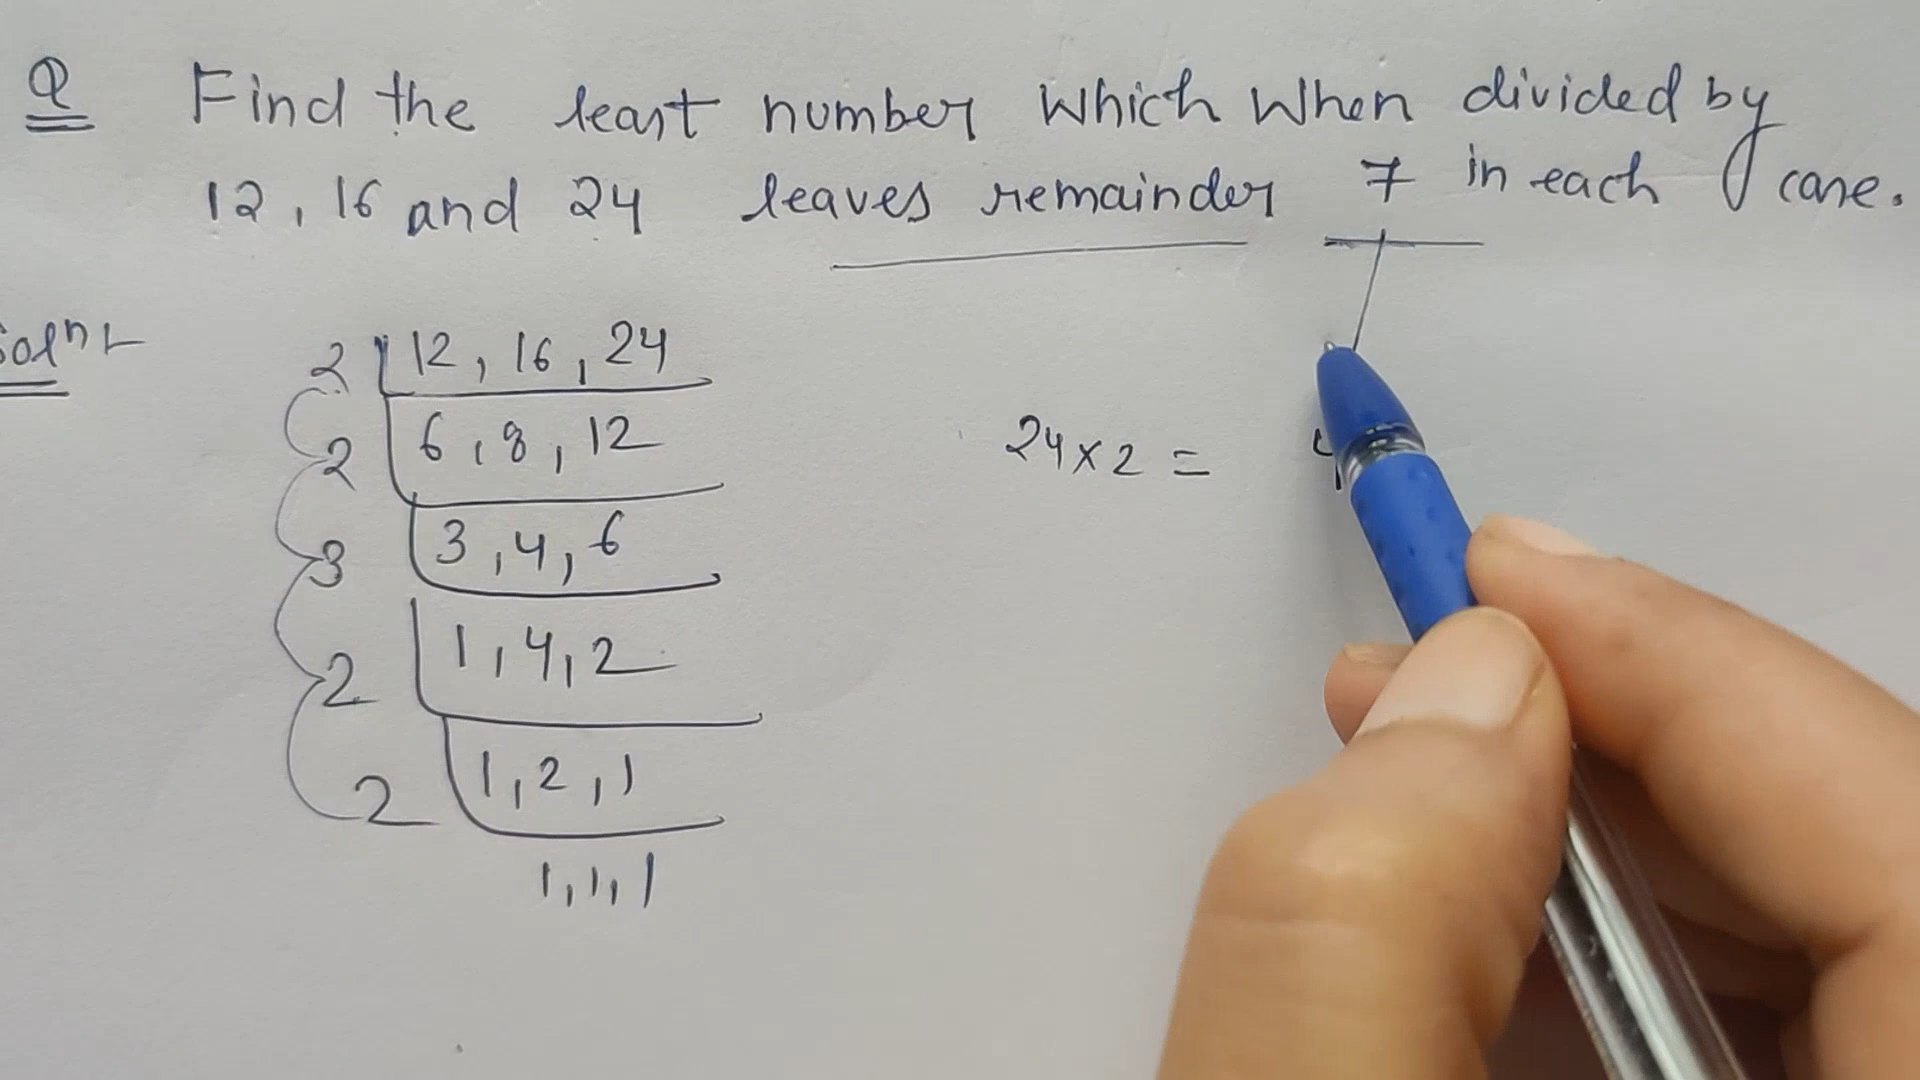 Q Find the least number which when divided by
12, 16 and 24 leaves remainder 7 in each case.
Solⁿ
2 12, 16, 24
2 6, 8, 12
24 × 2 = 4
3 3, 4, 6
2 1, 4, 2
2 1, 2, 1
1, 1, 1